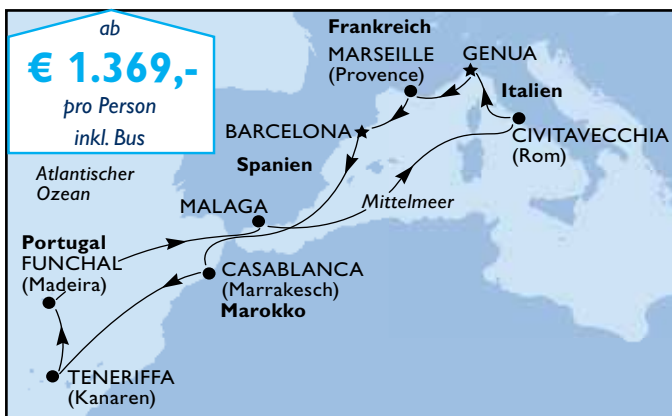 ab
€ 1.369,-
pro Person
inkl. Bus
Frankreich
MARSEILLE
(Provence)
GENUA
Italien
CIVITAVECCHIA
(Rom)
BARCELONA
Spanien
Atlantischer
Ozean
Mittelmeer
MALAGA
Portugal
FUNCHAL
(Madeira)
CASABLANCA
(Marrakesch)
Marokko
TENERIFFA
(Kanaren)